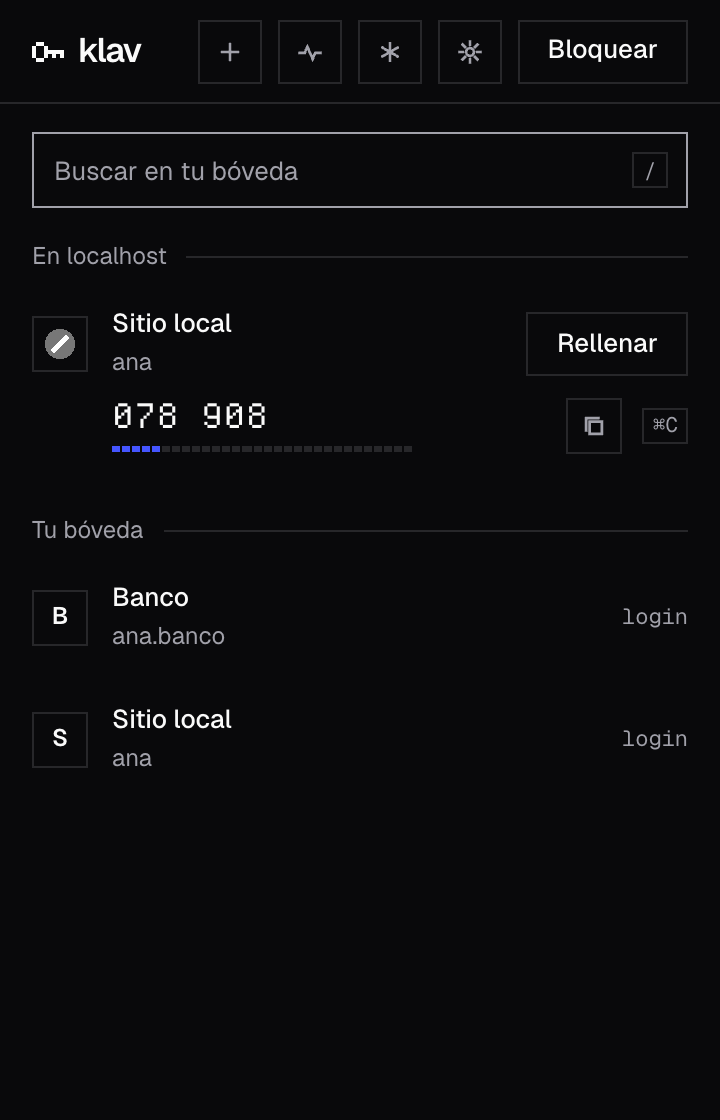 klav
Bloquear
Buscar en tu bóveda /
En localhost
Sitio local
ana
Rellenar
078 908
⌘C
Tu bóveda
B
Banco
ana.banco
login
S
Sitio local
ana
login